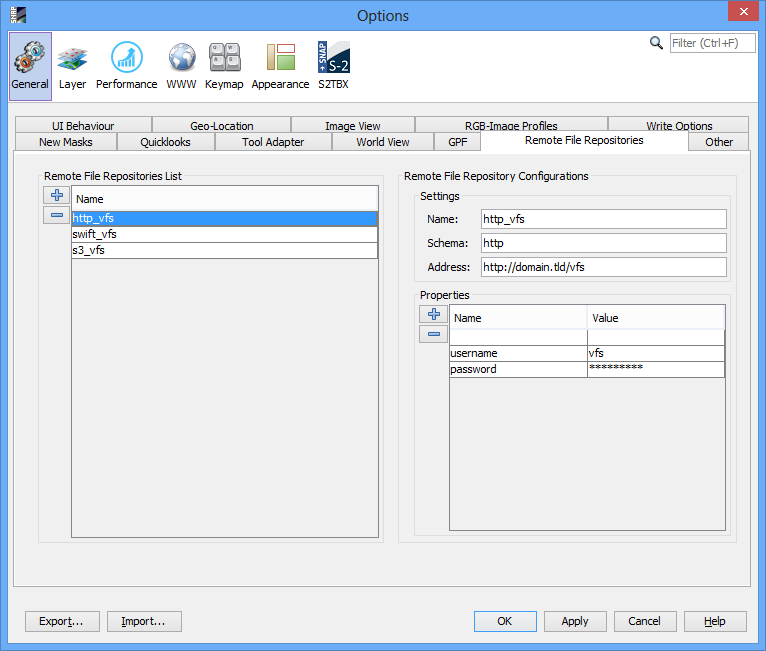 SNAP
Options
Filter (Ctrl+F)
+SNAP
S-2
General Layer Performance WWW Keymap Appearance S2TBX
UI Behaviour Geo-Location Image View RGB-Image Profiles Write Options
New Masks Quicklooks Tool Adapter World View GPF Remote File Repositories Other
Remote File Repositories List
Name
http_vfs
swift_vfs
s3_vfs
Remote File Repository Configurations
Settings
Name: http_vfs
Schema: http
Address: http://domain.tld/vfs
Properties
Name Value
username vfs
password *********
Export... Import... OK Apply Cancel Help